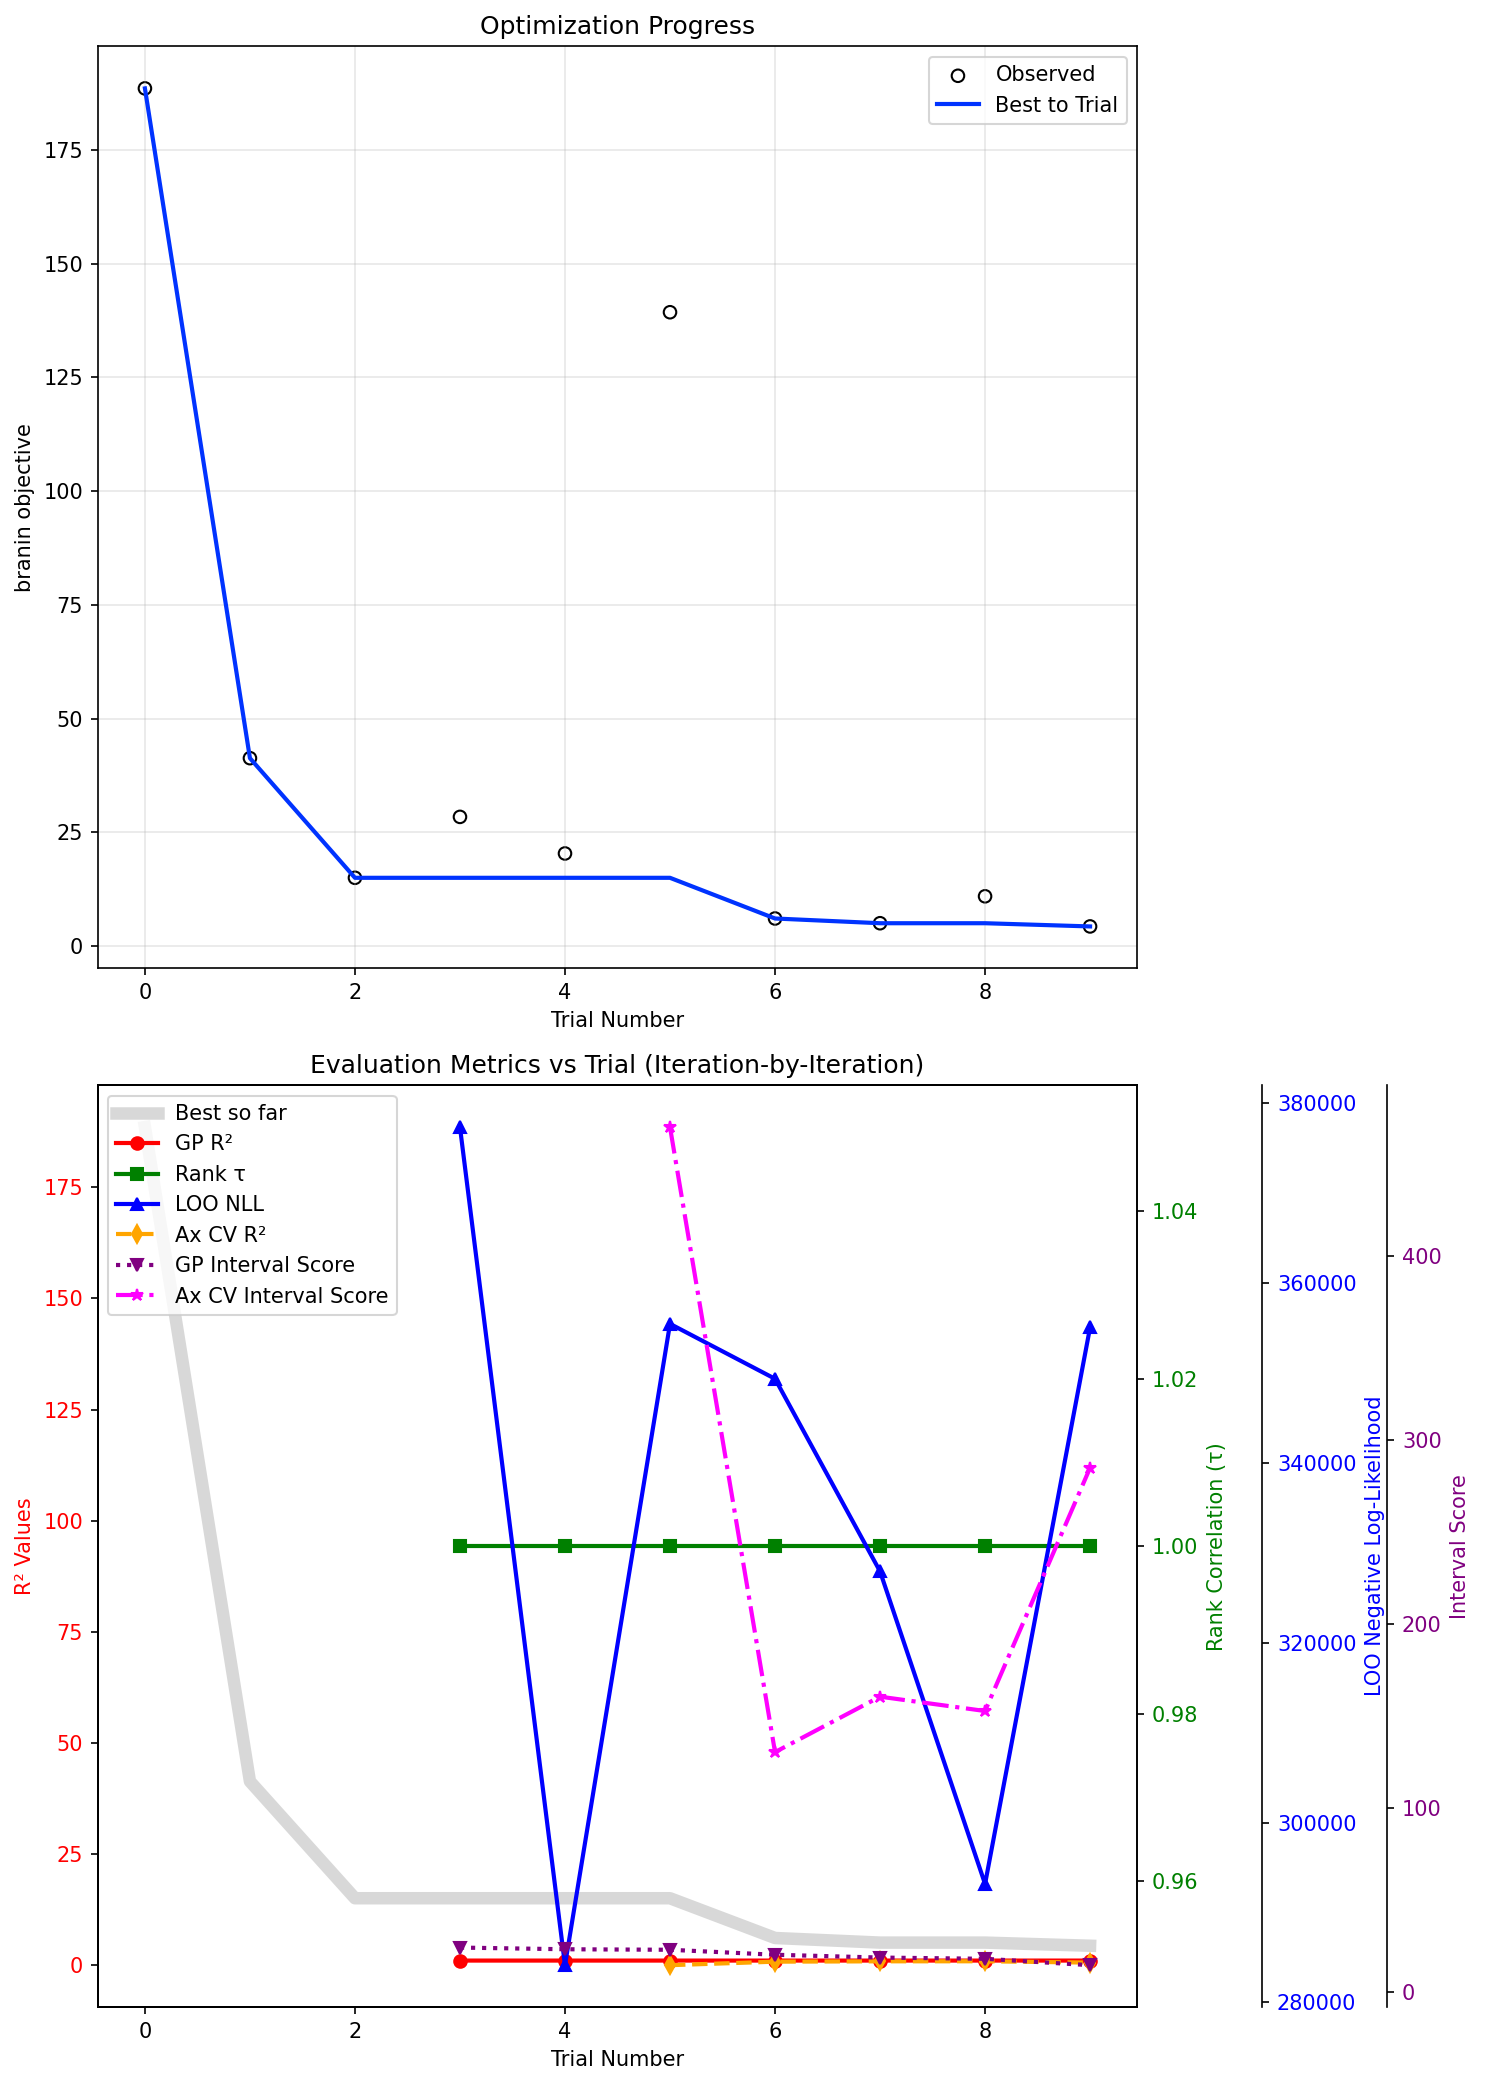 Optimization Progress
Observed
Best to Trial
branin objective
175
150
125
100
75
50
25
0
0 2 4 6 8
Trial Number
Evaluation Metrics vs Trial (Iteration-by-Iteration)
Best so far
GP R²
Rank τ
LOO NLL
Ax CV R²
GP Interval Score
Ax CV Interval Score
R² Values
175
150
125
100
75
50
25
0
0 2 4 6 8
Trial Number
1.04
1.02
1.00
0.98
0.96
Rank Correlation (τ)
380000
360000
340000
320000
300000
280000
LOO Negative Log-Likelihood
400
300
200
100
0
Interval Score